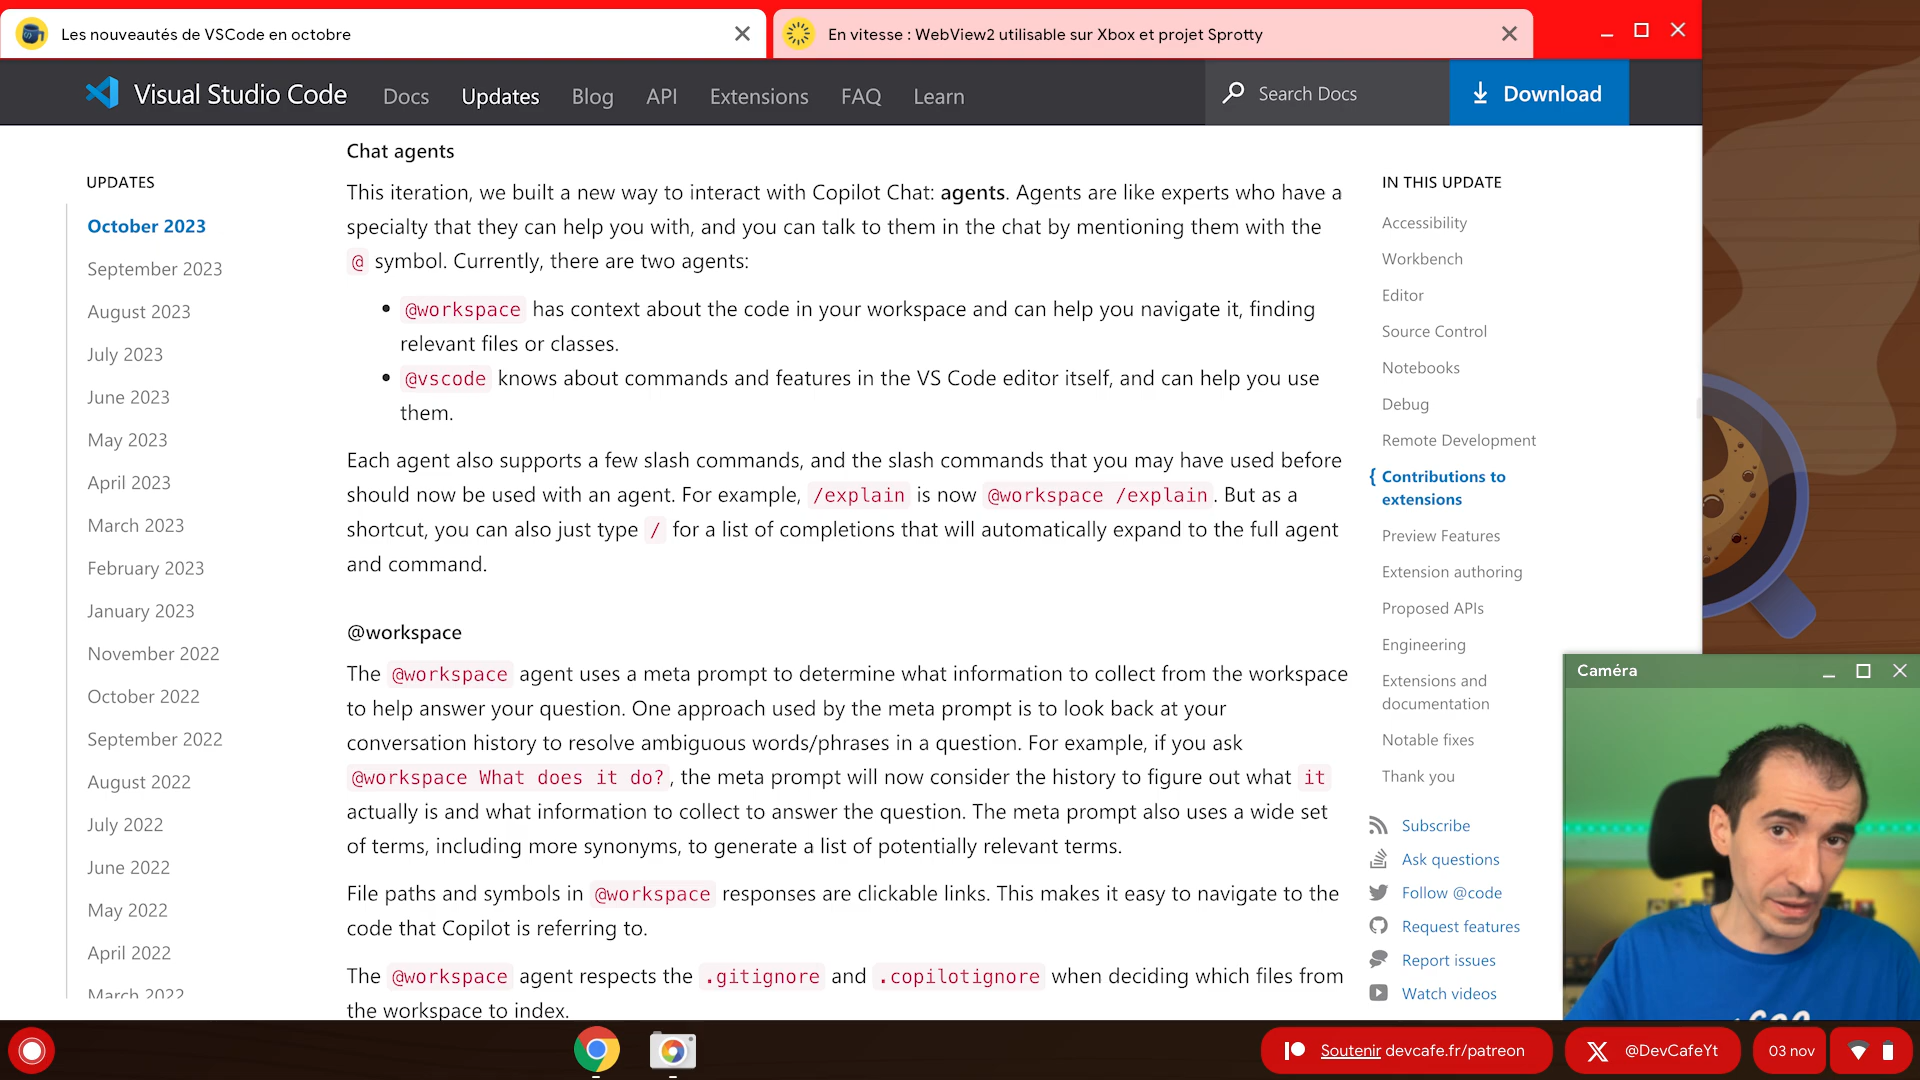 Les nouveautés de VSCode en octobre
En vitesse : WebView2 utilisable sur Xbox et projet Sprotty
Visual Studio Code
Docs
Updates
Blog
API
Extensions
FAQ
Learn
Search Docs
Download
UPDATES
October 2023
September 2023
August 2023
July 2023
June 2023
May 2023
April 2023
March 2023
February 2023
January 2023
November 2022
October 2022
September 2022
August 2022
July 2022
June 2022
May 2022
April 2022
March 2022
Chat agents
This iteration, we built a new way to interact with Copilot Chat: agents. Agents are like experts who have a
specialty that they can help you with, and you can talk to them in the chat by mentioning them with the
@ symbol. Currently, there are two agents:
• @workspace has context about the code in your workspace and can help you navigate it, finding
relevant files or classes.
• @vscode knows about commands and features in the VS Code editor itself, and can help you use
them.
Each agent also supports a few slash commands, and the slash commands that you may have used before
should now be used with an agent. For example, /explain is now @workspace /explain. But as a
shortcut, you can also just type / for a list of completions that will automatically expand to the full agent
and command.
@workspace
The @workspace agent uses a meta prompt to determine what information to collect from the workspace
to help answer your question. One approach used by the meta prompt is to look back at your
conversation history to resolve ambiguous words/phrases in a question. For example, if you ask
@workspace What does it do?, the meta prompt will now consider the history to figure out what it
actually is and what information to collect to answer the question. The meta prompt also uses a wide set
of terms, including more synonyms, to generate a list of potentially relevant terms.
File paths and symbols in @workspace responses are clickable links. This makes it easy to navigate to the
code that Copilot is referring to.
The @workspace agent respects the .gitignore and .copilotignore when deciding which files from
the workspace to index.
IN THIS UPDATE
Accessibility
Workbench
Editor
Source Control
Notebooks
Debug
Remote Development
{ Contributions to
extensions
Preview Features
Extension authoring
Proposed APIs
Engineering
Extensions and
documentation
Notable fixes
Thank you
Subscribe
Ask questions
Follow @code
Request features
Report issues
Watch videos
Caméra
Soutenir devcafe.fr/patreon
@DevCafeYt
03 nov